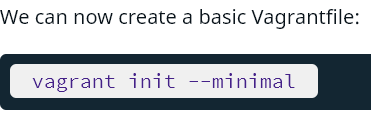 We can now create a basic Vagrantfile:
vagrant init --minimal